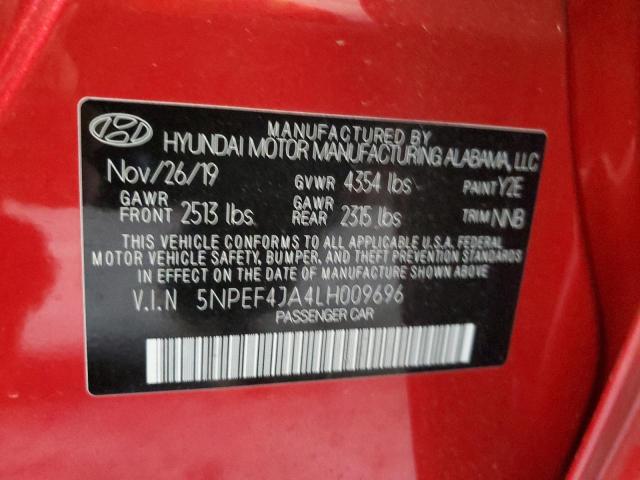 MANUFACTURED BY
HYUNDAI MOTOR MANUFACTURING ALABAMA, LLC
Nov/26/19 GVWR 4354 lbs PAINT Y2E
GAWR FRONT 2513 lbs GAWR REAR 2315 lbs TRIM NNB
THIS VEHICLE CONFORMS TO ALL APPLICABLE U.S.A. FEDERAL
MOTOR VEHICLE SAFETY, BUMPER, AND THEFT PREVENTION STANDARDS
IN EFFECT ON THE DATE OF MANUFACTURE SHOWN ABOVE
V.I.N 5NPEF4JA4LH009696
PASSENGER CAR